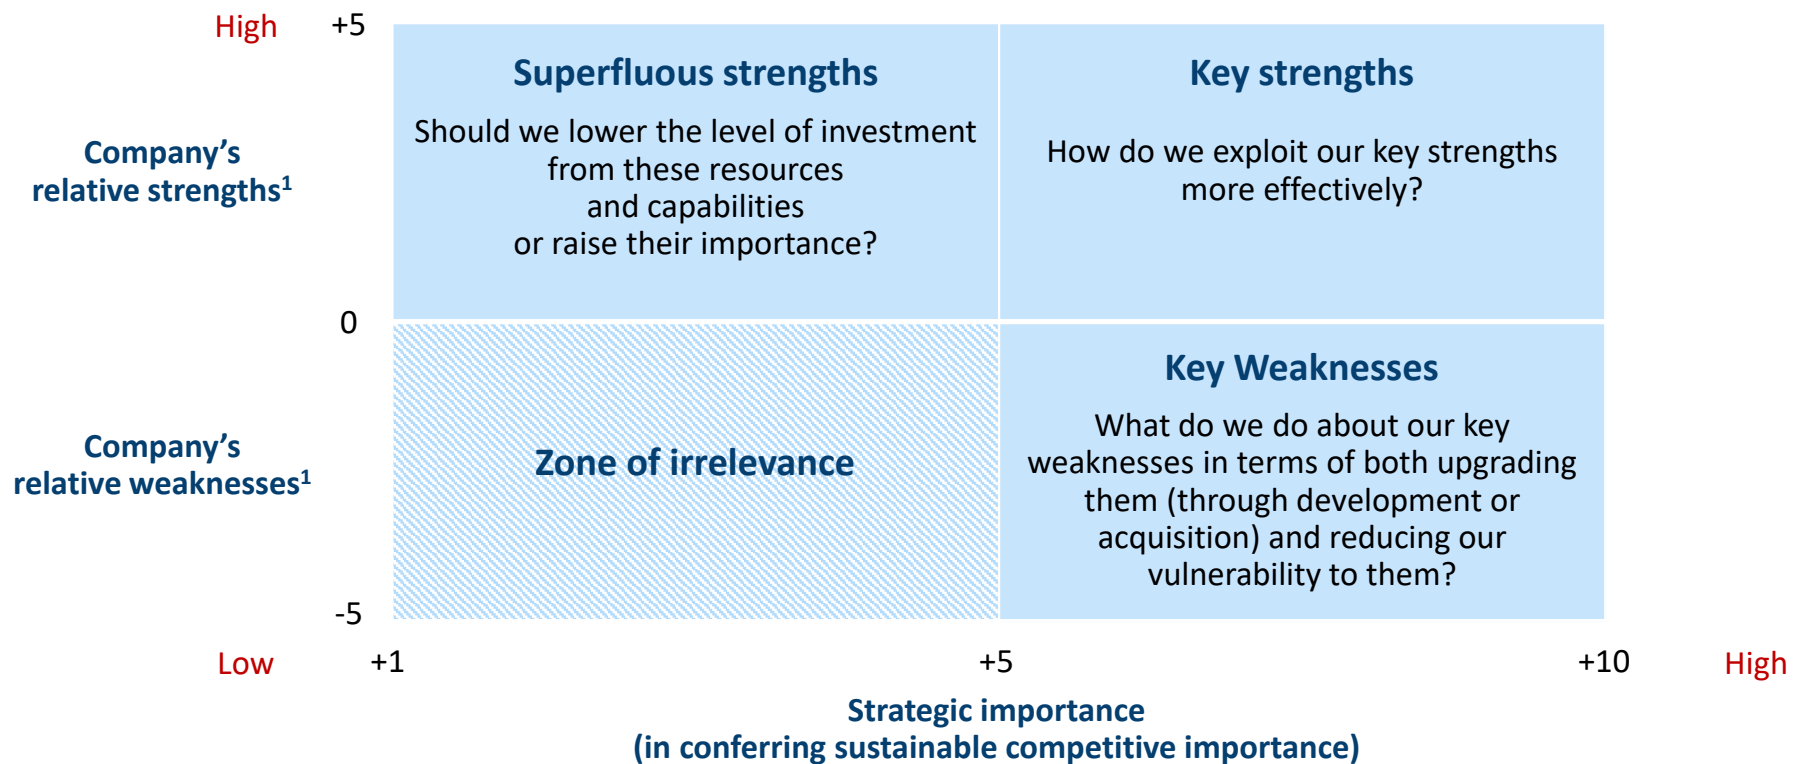 High
+5
Superfluous strengths
Should we lower the level of investment
from these resources
and capabilities
or raise their importance?
Key strengths
How do we exploit our key strengths
more effectively?
Company’s
relative strengths1
0
Company’s
relative weaknesses1
Zone of irrelevance
Key Weaknesses
What do we do about our key
weaknesses in terms of both upgrading
them (through development or
acquisition) and reducing our
vulnerability to them?
-5
Low
+1
+5
+10
High
Strategic importance
(in conferring sustainable competitive importance)